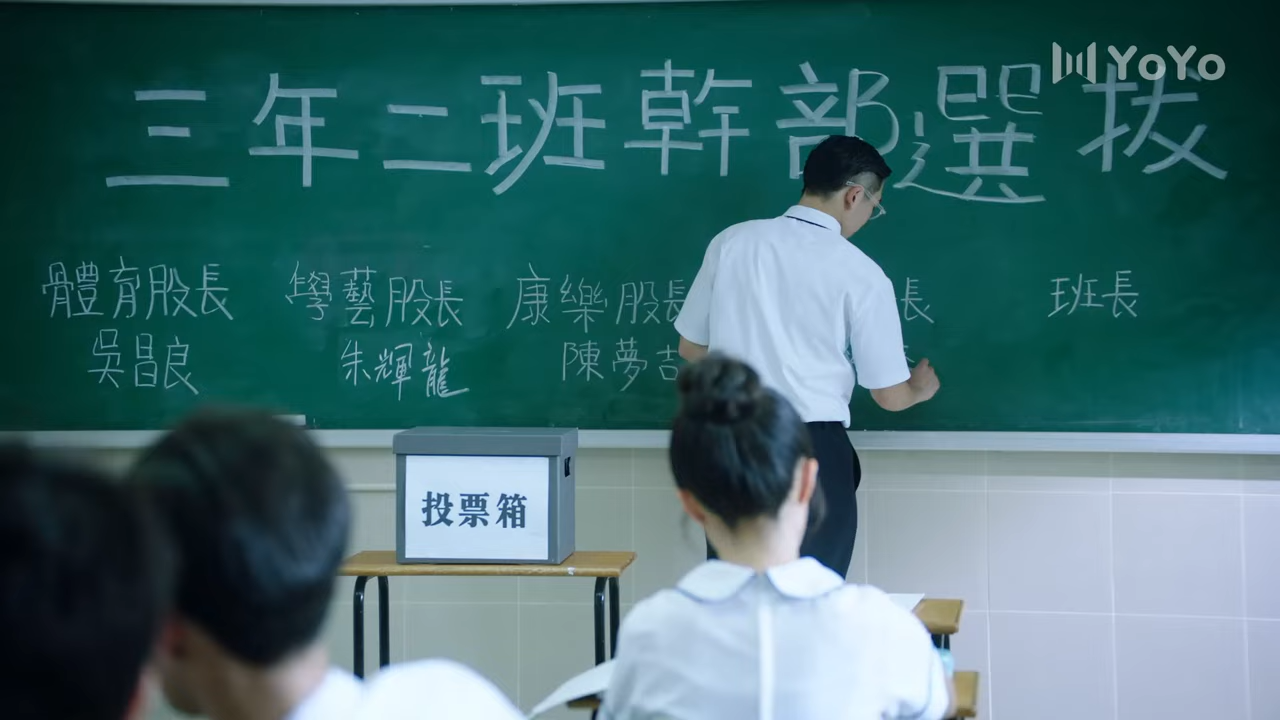 YoYo
三年二班幹部選拔
體育股長 學藝股長 康樂股長 長 班長
吳昌良 朱輝龍 陳夢吉
投票箱